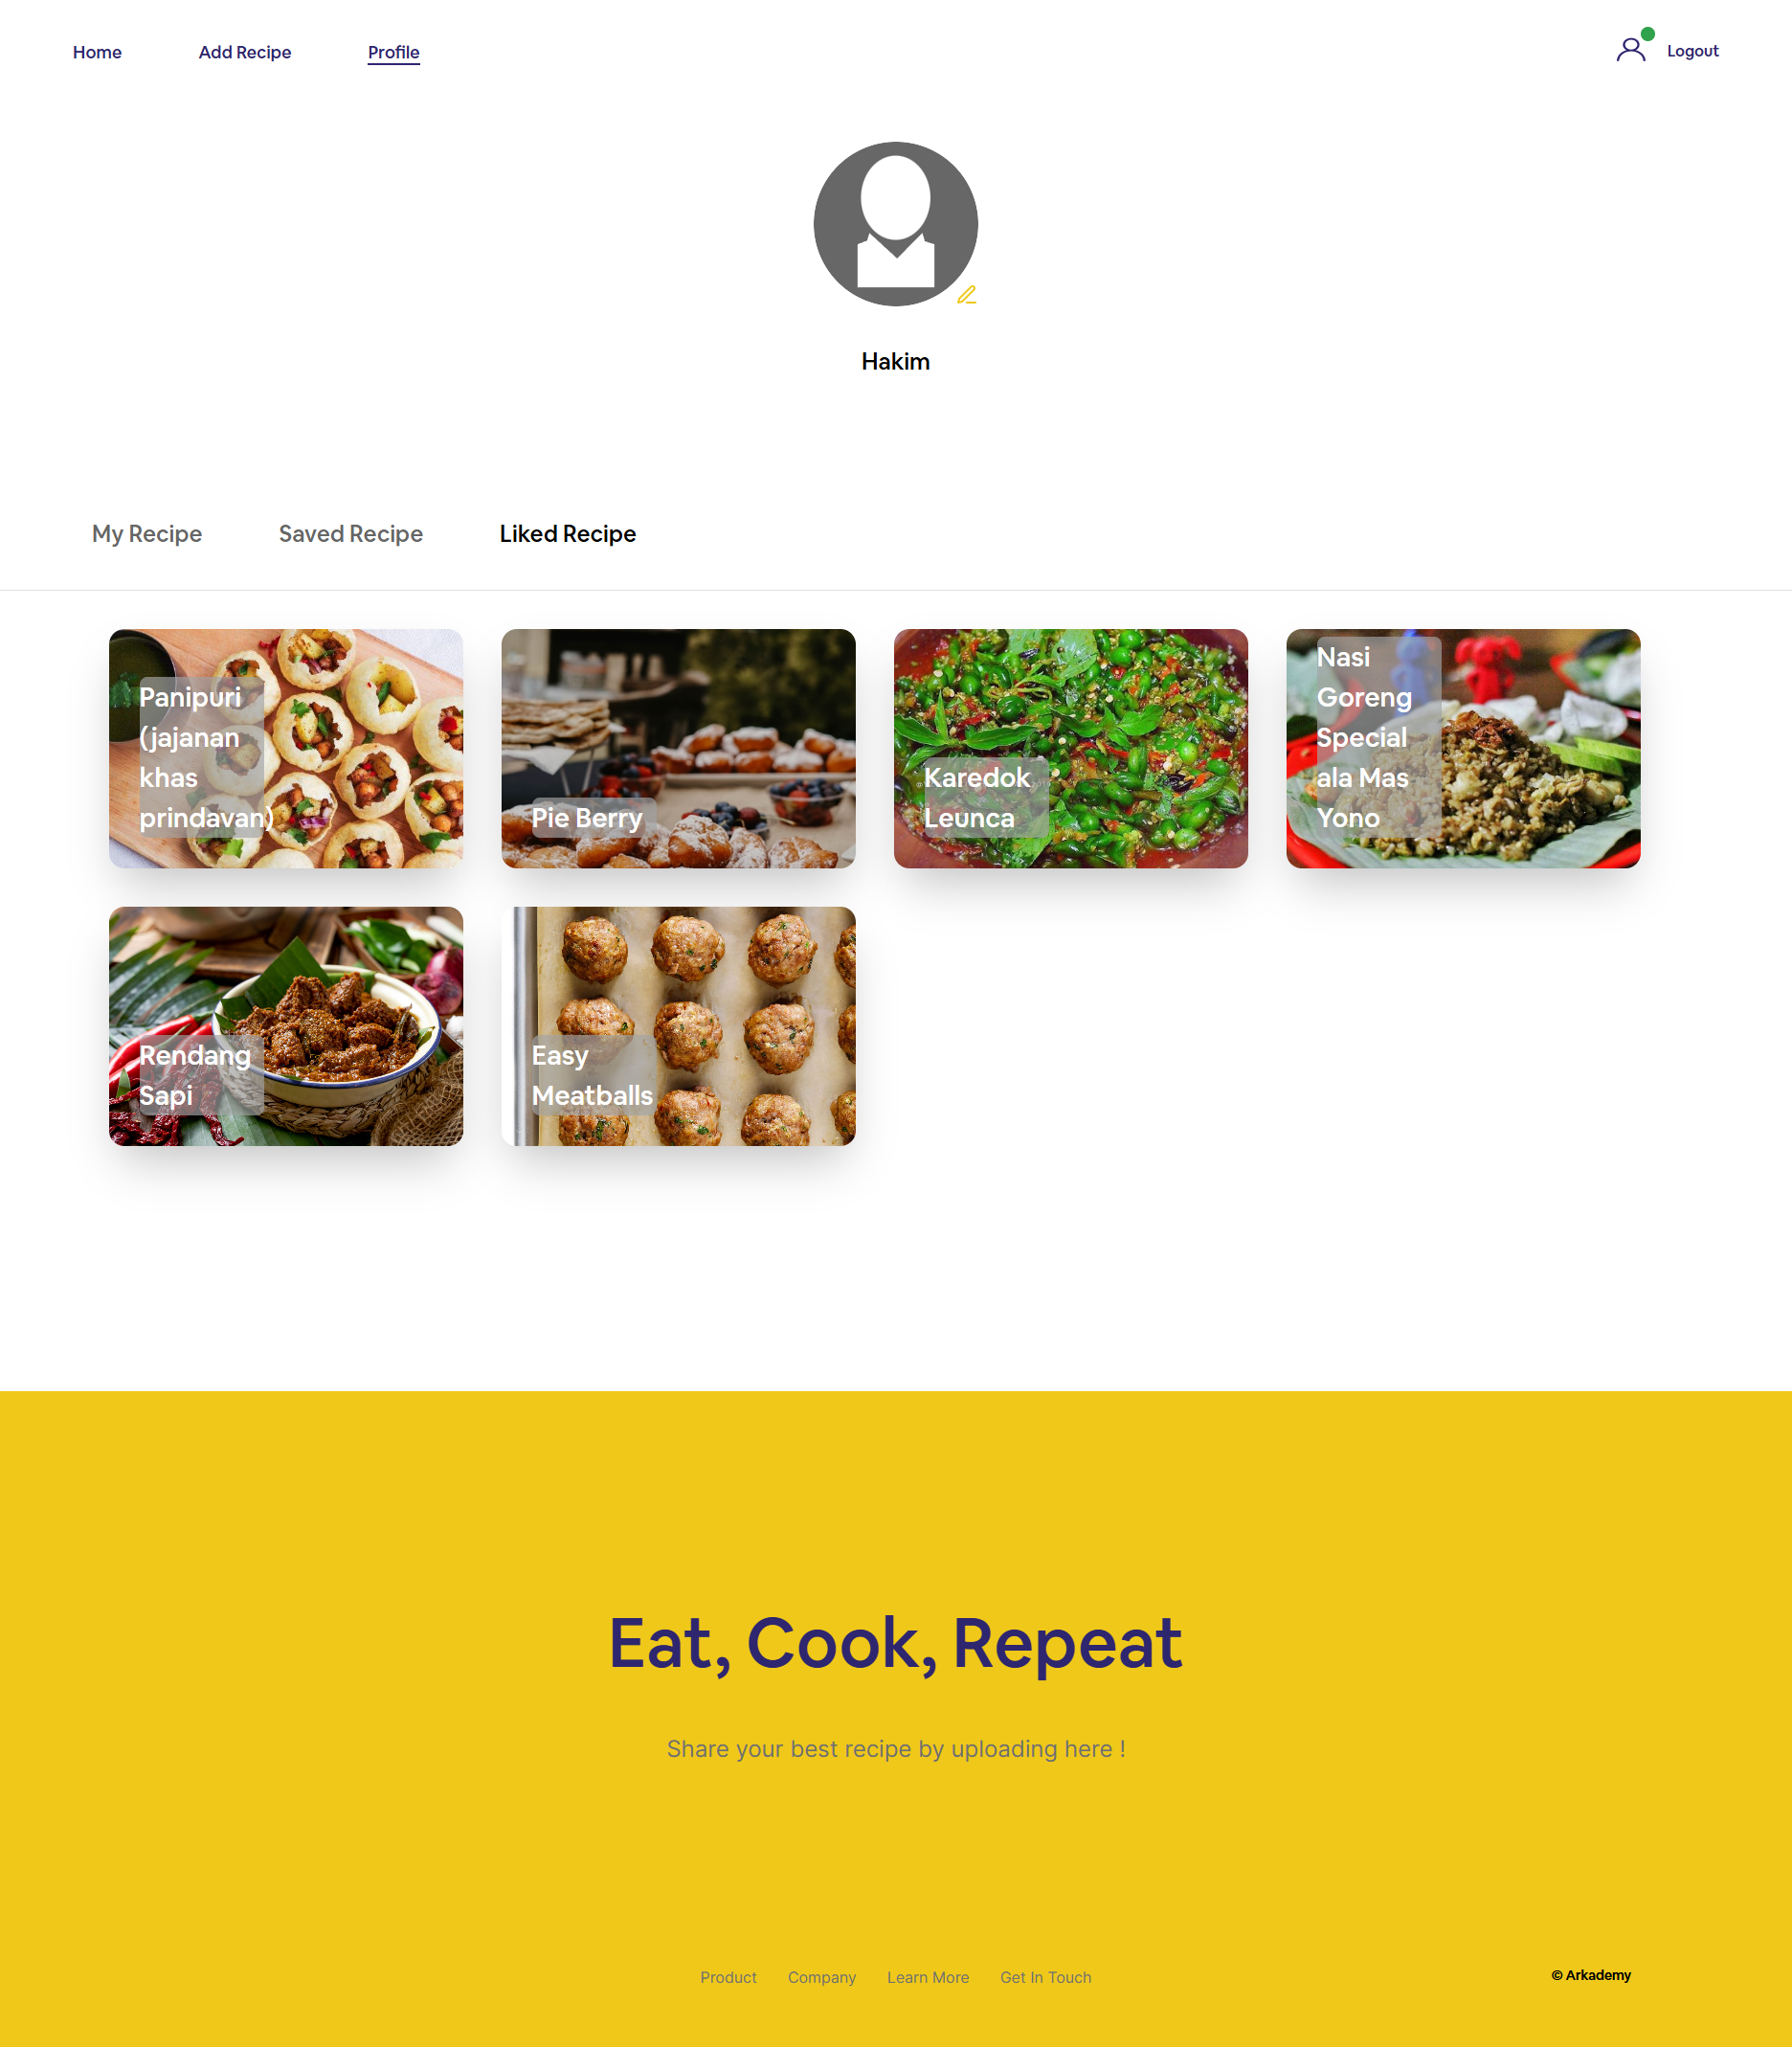 Home
Add Recipe
Profile
Logout
Hakim
My Recipe
Saved Recipe
Liked Recipe
Panipuri
(jajanan
khas
prindavan)
Pie Berry
Karedok
Leunca
Nasi
Goreng
Special
ala Mas
Yono
Rendang
Sapi
Easy
Meatballs
Eat, Cook, Repeat
Share your best recipe by uploading here !
Product
Company
Learn More
Get In Touch
© Arkademy